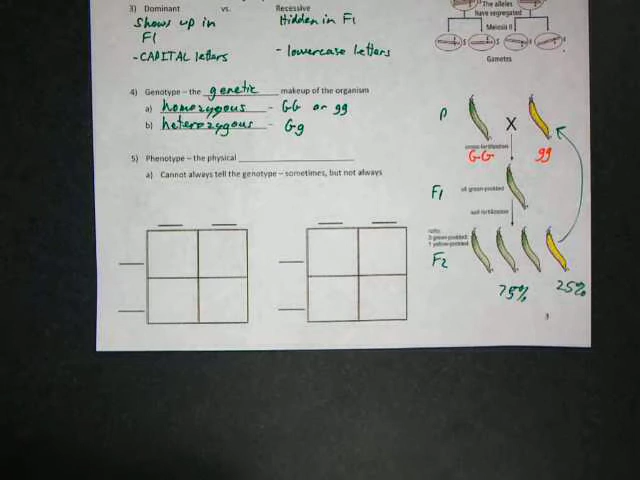 The alleles
have segregated
3) Dominant vs. Recessive
Shows up in
F1
Hidden in F1
-CAPITAL letters
- lowercase letters
Meiosis II
Gametes
4) Genotype – the genetic makeup of the organism
a) homozygous - GG or gg
b) heterozygous - Gg
P
X
cross-fertilization
GG
gg
5) Phenotype – the physical
a) Cannot always tell the genotype – sometimes, but not always
F1
all green-podded
self-fertilization
ratio:
3 green-podded:
1 yellow-podded
F2
75%
25%
3